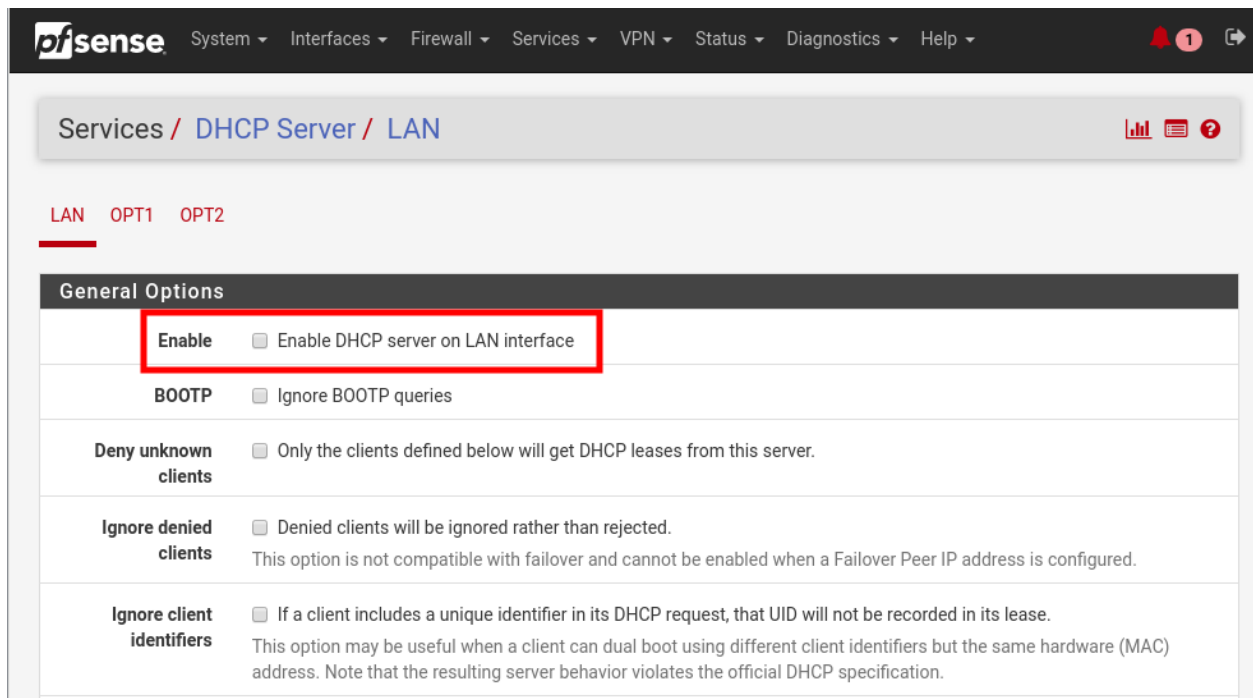 pfsense System Interfaces Firewall Services VPN Status Diagnostics Help 1
Services / DHCP Server / LAN
LAN OPT1 OPT2
General Options
Enable Enable DHCP server on LAN interface
BOOTP Ignore BOOTP queries
Deny unknown Only the clients defined below will get DHCP leases from this server.
clients
Ignore denied Denied clients will be ignored rather than rejected.
clients This option is not compatible with failover and cannot be enabled when a Failover Peer IP address is configured.
Ignore client If a client includes a unique identifier in its DHCP request, that UID will not be recorded in its lease.
identifiers This option may be useful when a client can dual boot using different client identifiers but the same hardware (MAC)
address. Note that the resulting server behavior violates the official DHCP specification.